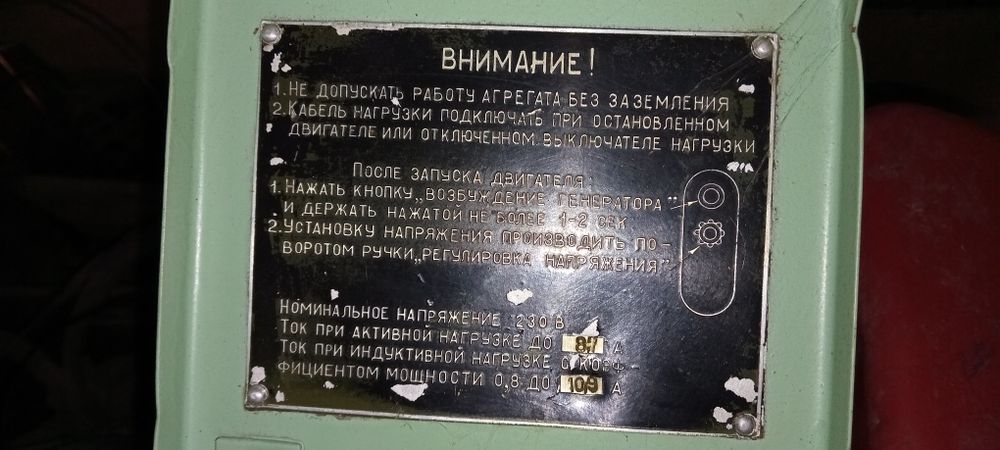 ВНИМАНИЕ!
1. НЕ ДОПУСКАТЬ РАБОТУ АГРЕГАТА БЕЗ ЗАЗЕМЛЕНИЯ
2. КАБЕЛЬ НАГРУЗКИ ПОДКЛЮЧАТЬ ПРИ ОСТАНОВЛЕННОМ
ДВИГАТЕЛЕ ИЛИ ОТКЛЮЧЕННОМ ВЫКЛЮЧАТЕЛЕ НАГРУЗКИ
ПОСЛЕ ЗАПУСКА ДВИГАТЕЛЯ:
1. НАЖАТЬ КНОПКУ „ВОЗБУЖДЕНИЕ ГЕНЕРАТОРА"
И ДЕРЖАТЬ НАЖАТОЙ НЕ БОЛЕЕ 1-2 СЕК
2. УСТАНОВКУ НАПРЯЖЕНИЯ ПРОИЗВОДИТЬ ПО-
ВОРОТОМ РУЧКИ „РЕГУЛИРОВКА НАПРЯЖЕНИЯ"
НОМИНАЛЬНОЕ НАПРЯЖЕНИЕ 230 В
ТОК ПРИ АКТИВНОЙ НАГРУЗКЕ ДО 87 А
ТОК ПРИ ИНДУКТИВНОЙ НАГРУЗКЕ С КОЭФ-
ФИЦИЕНТОМ МОЩНОСТИ 0,8 ДО 109 А